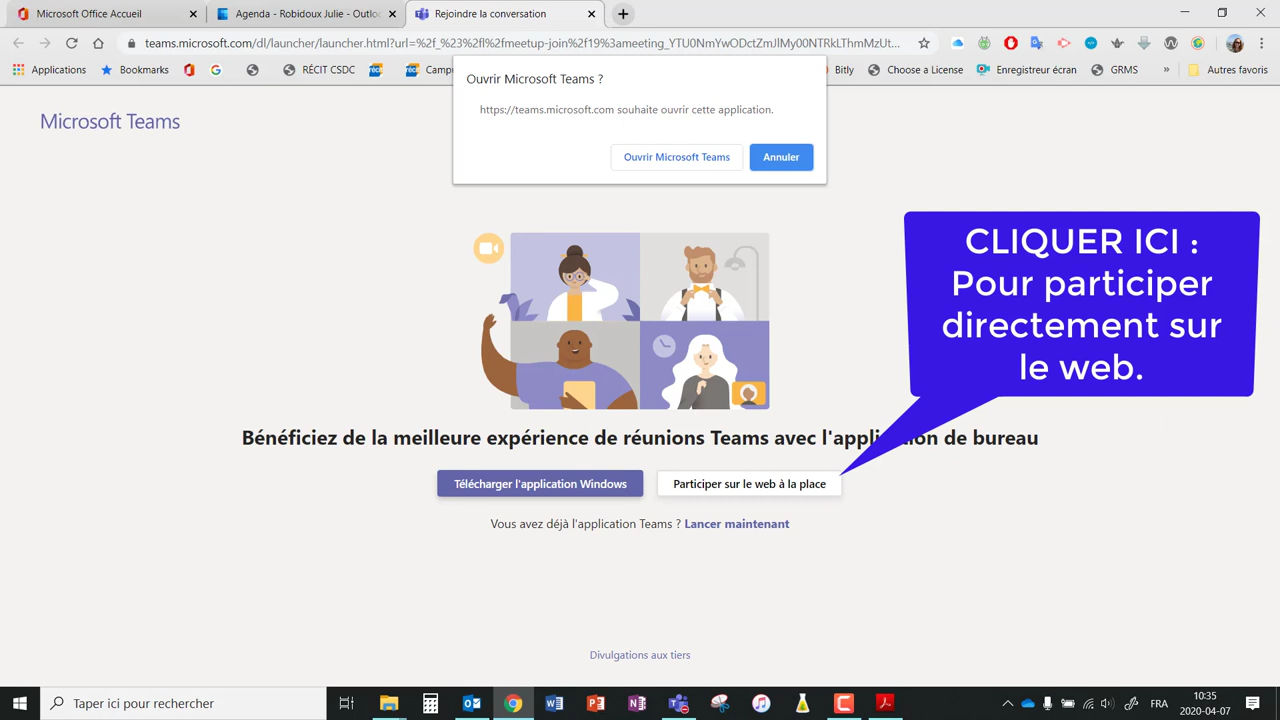 Microsoft Office Accueil
Agenda - Robidoux Julie - Outlo
Rejoindre la conversation
teams.microsoft.com/dl/launcher/launcher.html?url=%2f_%23%2fl%2fmeetup-join%2f19%3ameeting_YTU0NmYwODctZmJlMy00NTRkLThmMzUt...
Applications
Bookmarks
RÉCIT CSDC
Camp
Bitly
Choose a License
Enregistreur écran
GRMS
»
Autres favoris
Ouvrir Microsoft Teams ?
https://teams.microsoft.com souhaite ouvrir cette application.
Ouvrir Microsoft Teams
Annuler
Microsoft Teams
CLIQUER ICI :
Pour participer
directement sur
le web.
Bénéficiez de la meilleure expérience de réunions Teams avec l'application de bureau
Télécharger l'application Windows
Participer sur le web à la place
Vous avez déjà l'application Teams ? Lancer maintenant
Divulgations aux tiers
Taper ici pour rechercher
FRA
10:35
2020-04-07